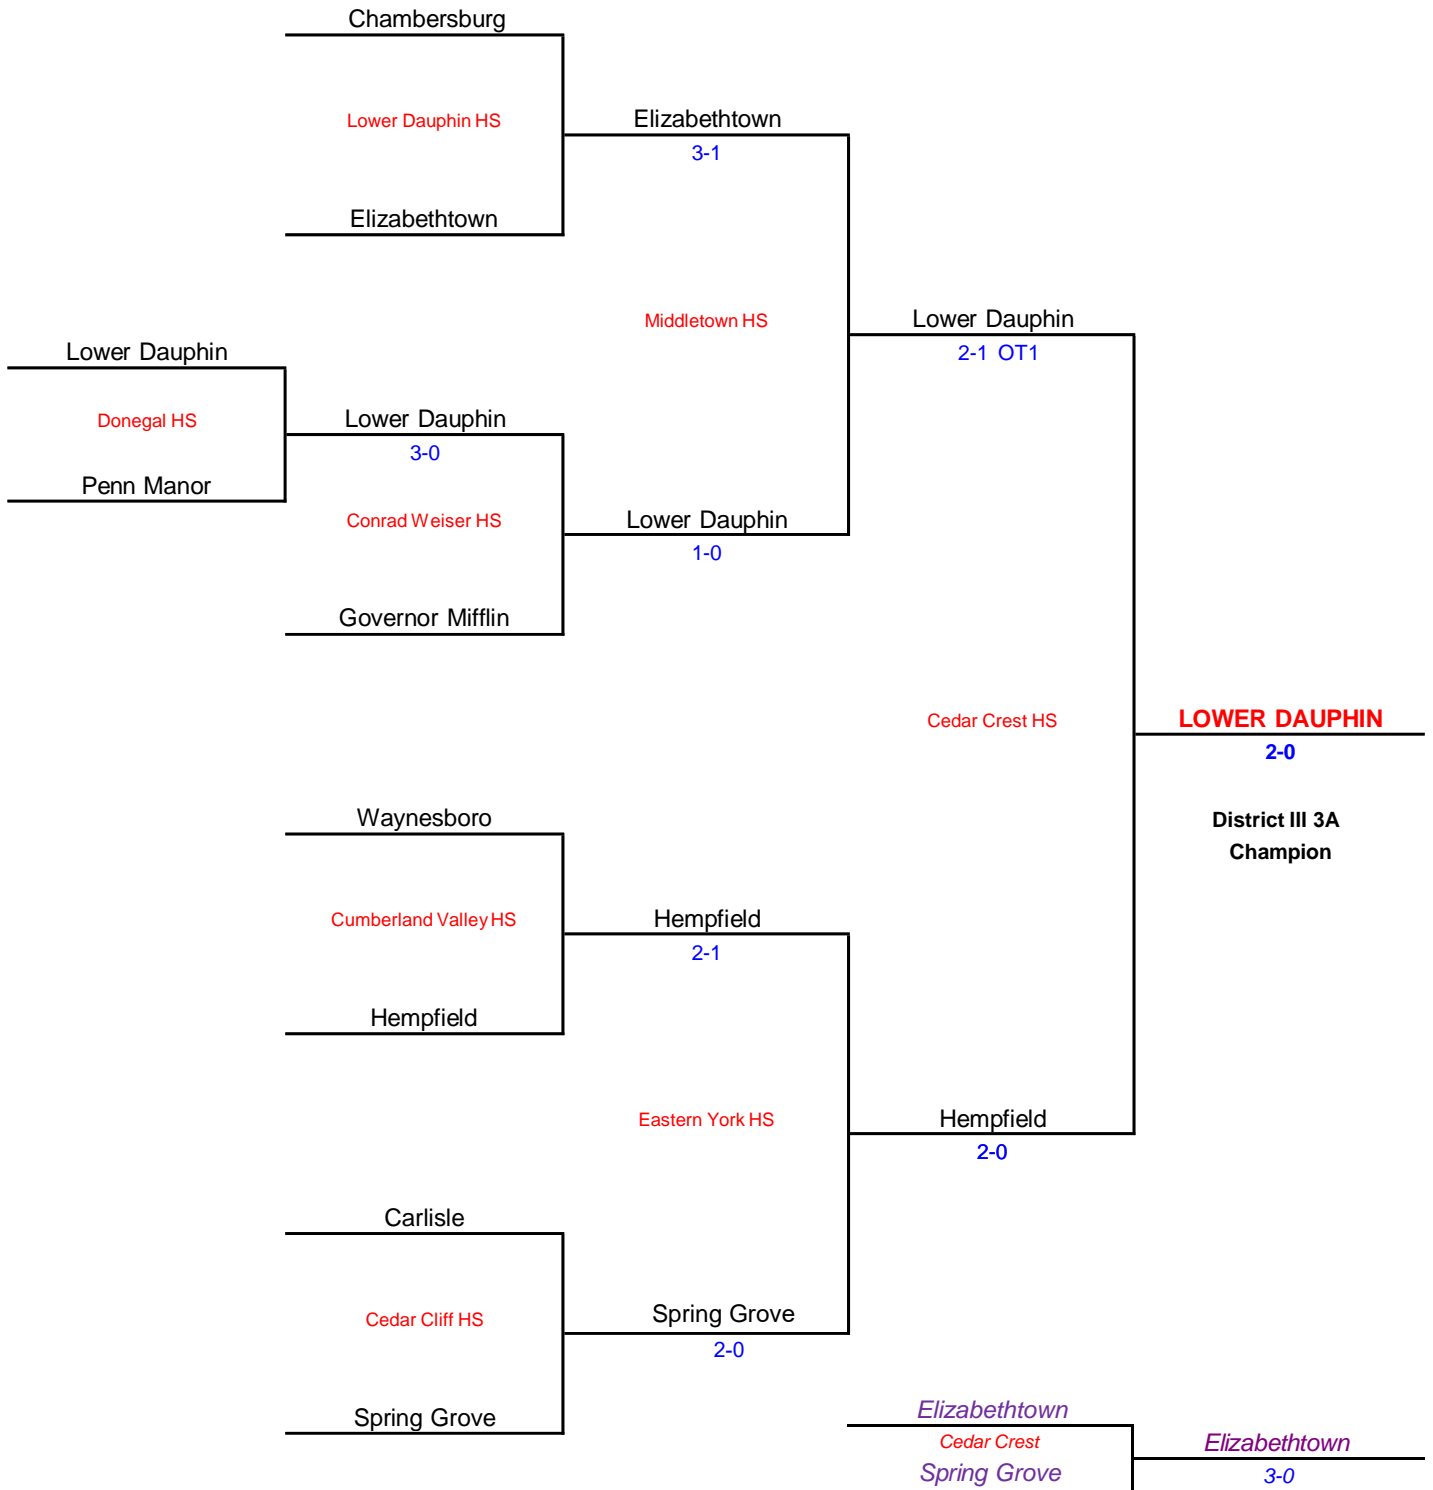 Chambersburg
Lower Dauphin HS
Elizabethtown
3-1
Elizabethtown
Middletown HS
Lower Dauphin
2-1 OT1
Lower Dauphin
Donegal HS
Lower Dauphin
3-0
Penn Manor
Conrad Weiser HS
Lower Dauphin
1-0
Governor Mifflin
Cedar Crest HS
LOWER DAUPHIN
2-0
District III 3A
Champion
Waynesboro
Cumberland Valley HS
Hempfield
2-1
Hempfield
Eastern York HS
Hempfield
2-0
Carlisle
Cedar Cliff HS
Spring Grove
2-0
Spring Grove
Elizabethtown
Cedar Crest
Elizabethtown
Spring Grove
3-0